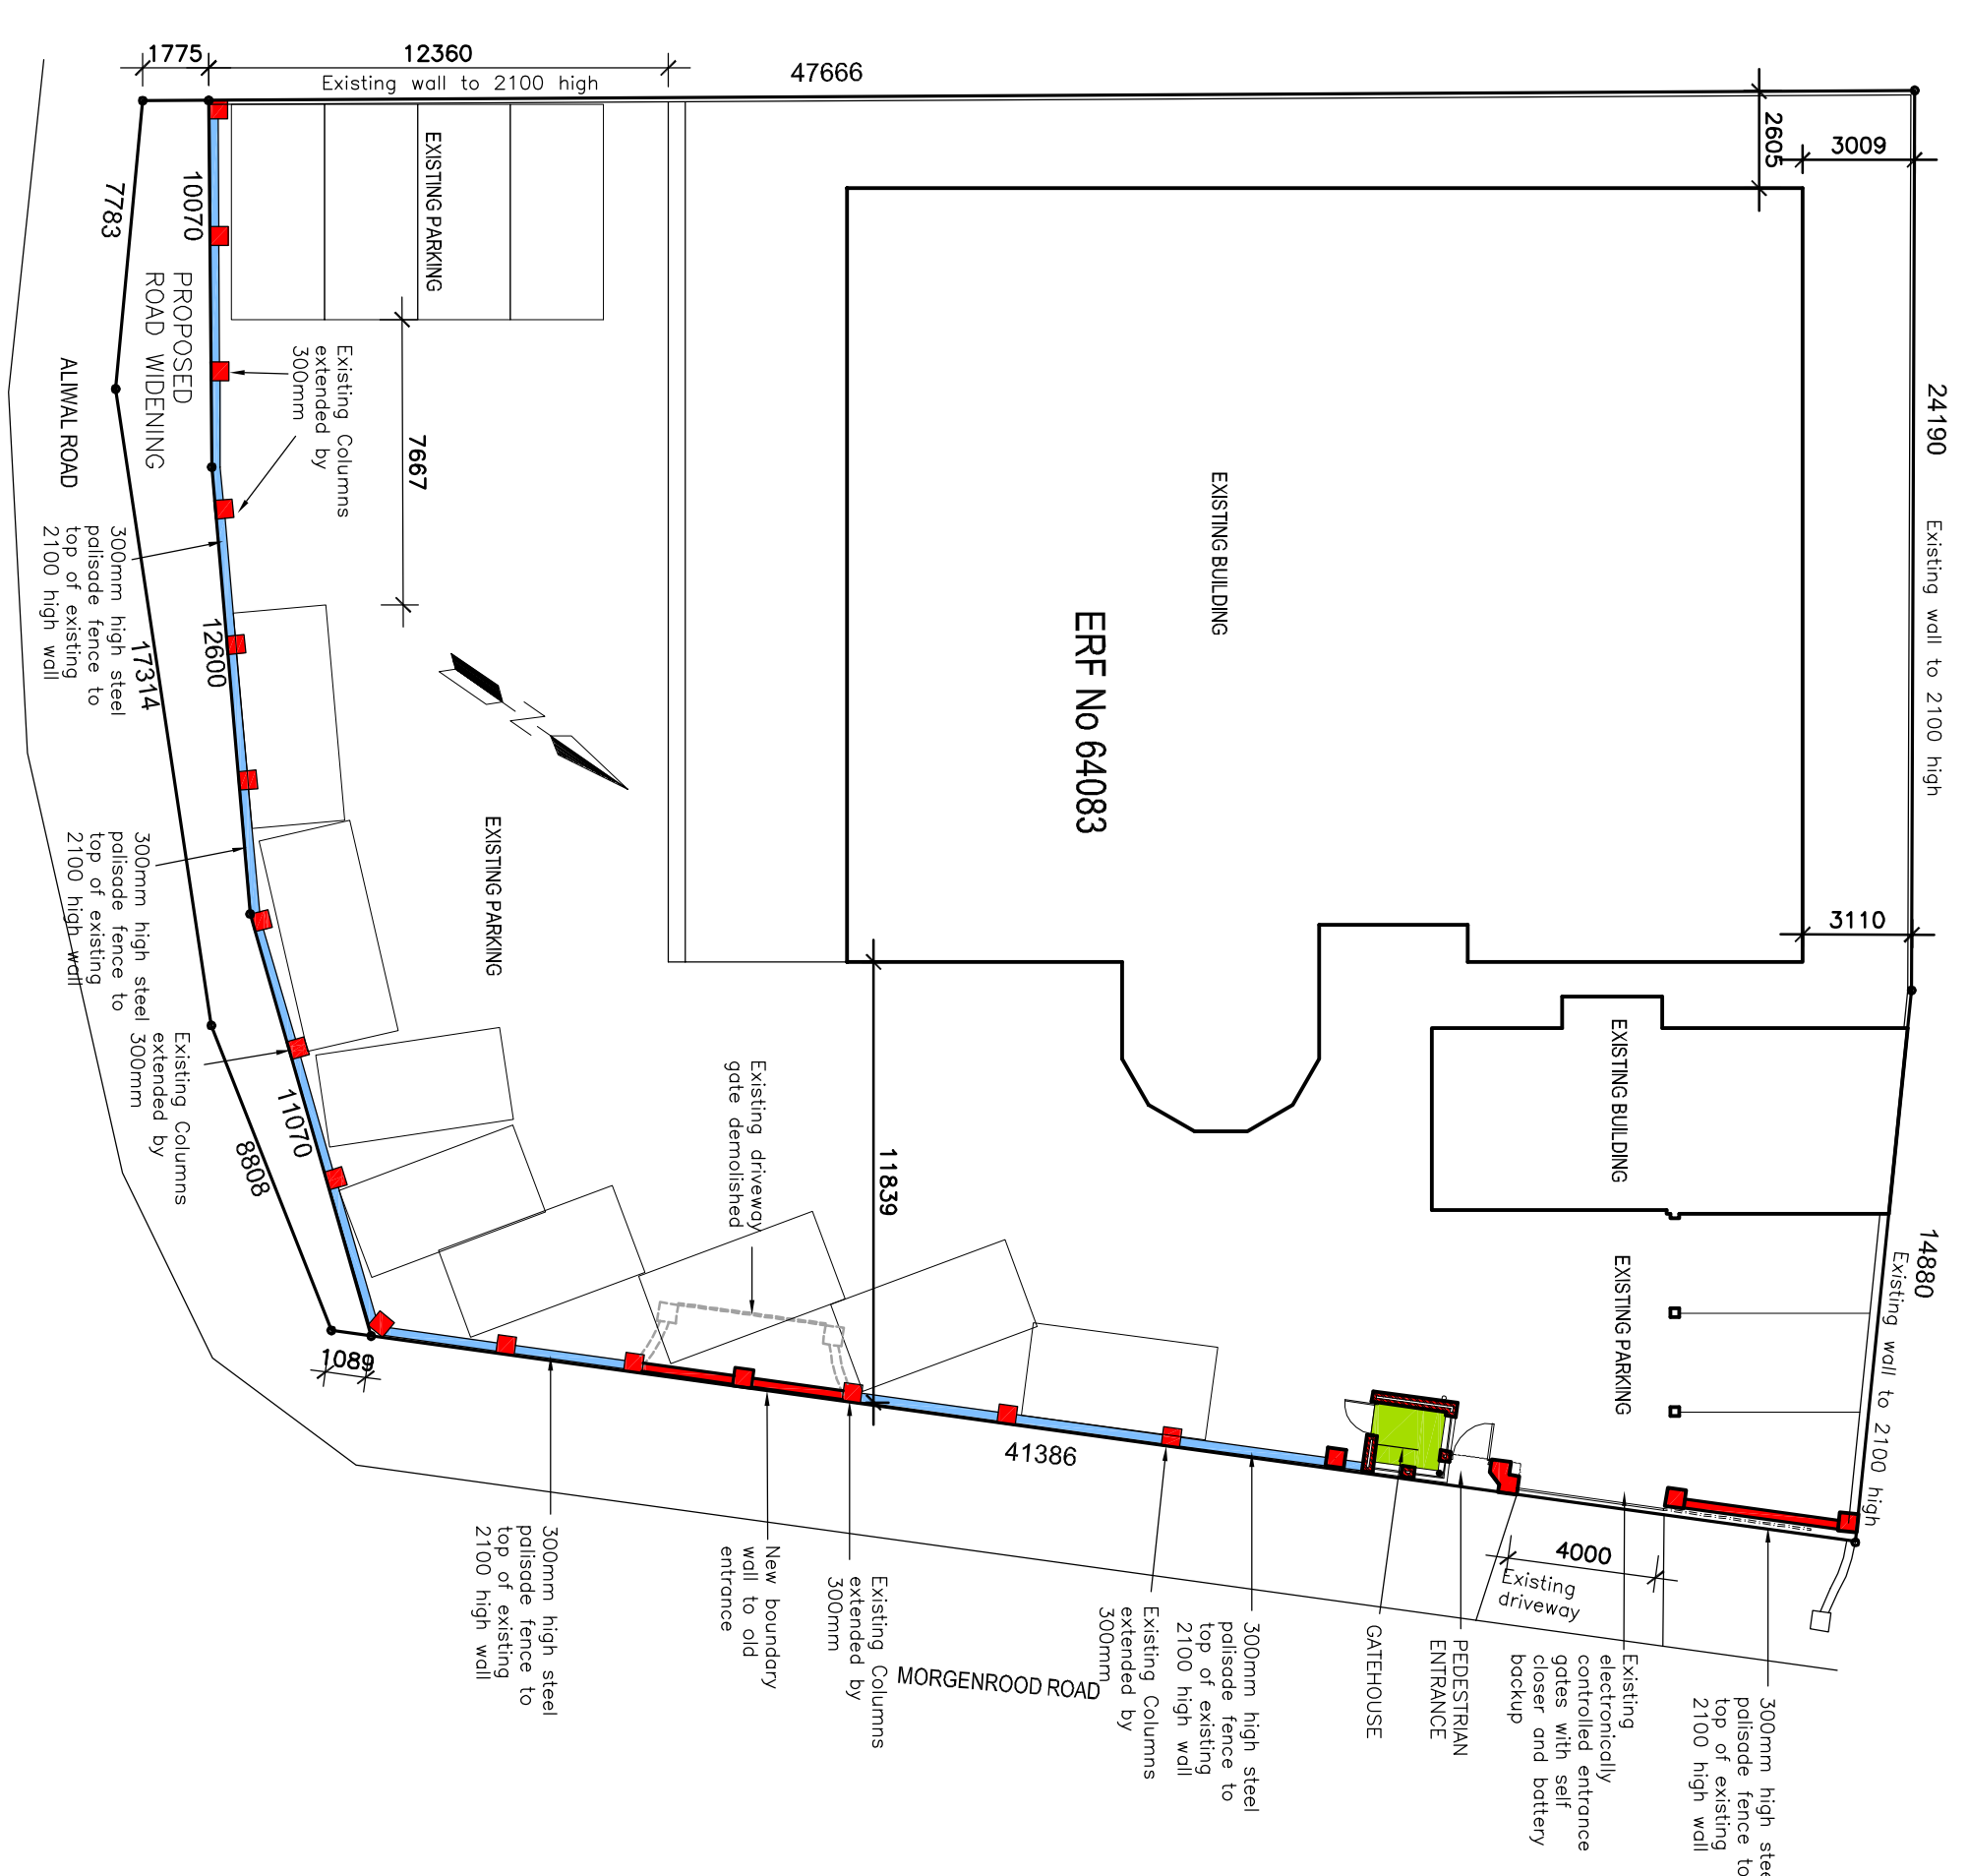 1775
12360
Existing wall to 2100 high
47666
2605
3009
24190
Existing wall to 2100 high
EXISTING PARKING
10070
7783
PROPOSED
ROAD WIDENING
ALIWAL ROAD
Existing Columns
extended by
300mm
7667
EXISTING BUILDING
ERF No 64083
300mm high steel
palisade fence to
top of existing
2100 high wall
12600
17314
300mm high steel
palisade fence to
top of existing
2100 high wall
EXISTING PARKING
3110
EXISTING BUILDING
Existing Columns
extended by
300mm
11070
8808
Existing driveway
gate demolished
11839
14880
Existing wall to 2100 high
EXISTING PARKING
1089
41386
4000
Existing
driveway
300mm high steel
palisade fence to
top of existing
2100 high wall
New boundary
wall to old
entrance
Existing Columns
extended by
300mm
MORGENROOD ROAD
Existing Columns
extended by
300mm
300mm high steel
palisade fence to
top of existing
2100 high wall
GATEHOUSE
PEDESTRIAN
ENTRANCE
Existing
electronically
controlled entrance
gates with self
closer and battery
backup
300mm high stee
palisade fence to
top of existing
2100 high wall